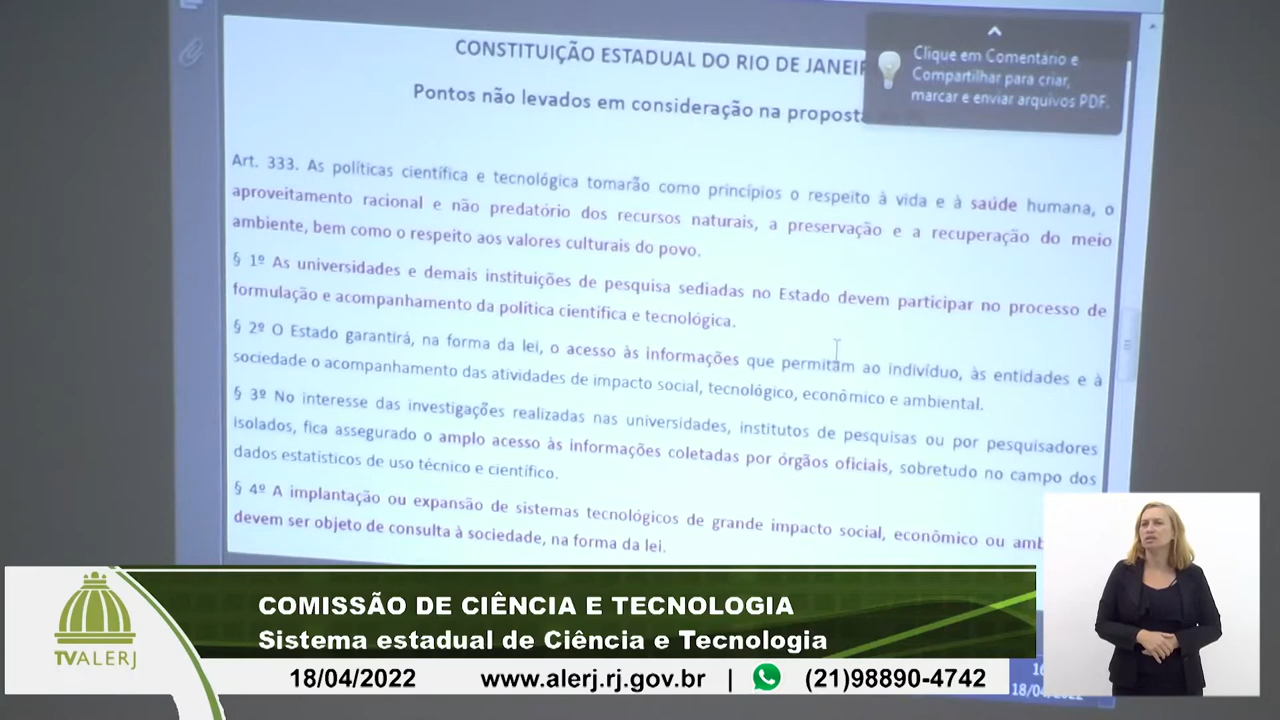 CONSTITUIÇÃO ESTADUAL DO RIO DE JANEIR
Pontos não levados em consideração na proposta
Clique em Comentário e
Compartilhar para criar,
marcar e enviar arquivos PDF.
Art. 333. As políticas científica e tecnológica tomarão como princípios o respeito à vida e à saúde humana, o
aproveitamento racional e não predatório dos recursos naturais, a preservação e a recuperação do meio
ambiente, bem como o respeito aos valores culturais do povo.
§ 1º As universidades e demais instituições de pesquisa sediadas no Estado devem participar no processo de
formulação e acompanhamento da política científica e tecnológica.
§ 2º O Estado garantirá, na forma da lei, o acesso às informações que permitam ao indivíduo, às entidades e à
sociedade o acompanhamento das atividades de impacto social, tecnológico, econômico e ambiental.
§ 3º No interesse das investigações realizadas nas universidades, institutos de pesquisas ou por pesquisadores
isolados, fica assegurado o amplo acesso às informações coletadas por órgãos oficiais, sobretudo no campo dos
dados estatísticos de uso técnico e científico.
§ 4º A implantação ou expansão de sistemas tecnológicos de grande impacto social, econômico ou amb
devem ser objeto de consulta à sociedade, na forma da lei.
COMISSÃO DE CIÊNCIA E TECNOLOGIA
Sistema estadual de Ciência e Tecnologia
TVALERJ
18/04/2022 www.alerj.rj.gov.br | (21)98890-4742